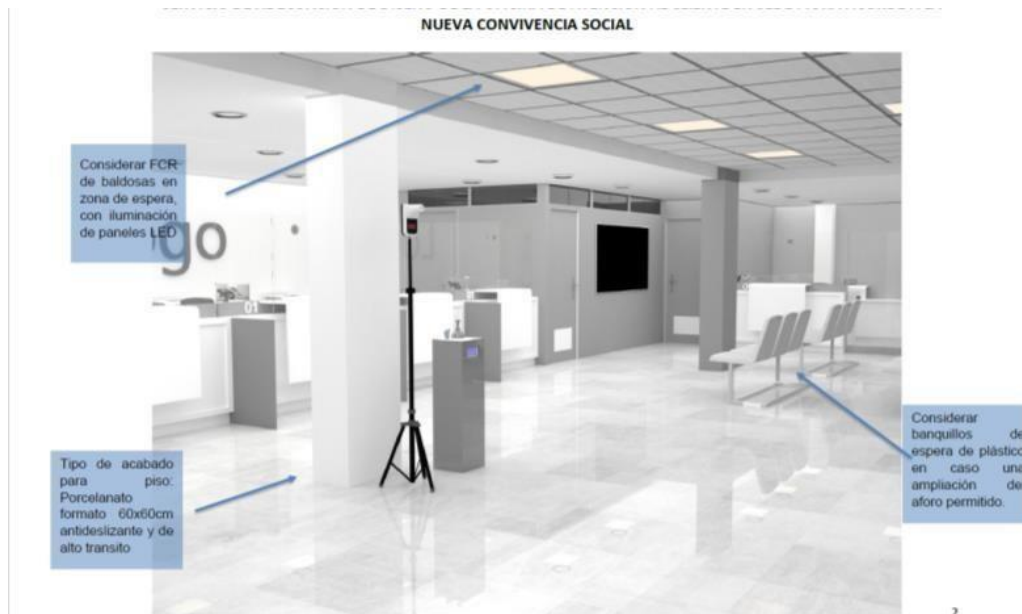 NUEVA CONVIVENCIA SOCIAL
Considerar FCR
de baldosas en
zona de espera,
con iluminación
de paneles LED
go
01
Tipo de acabado
para piso:
Porcelanato
formato 60x60cm
antideslizante y de
alto transito
Considerar
banquillos de
espera de plástico
en caso una
ampliación del
aforo permitido.
2